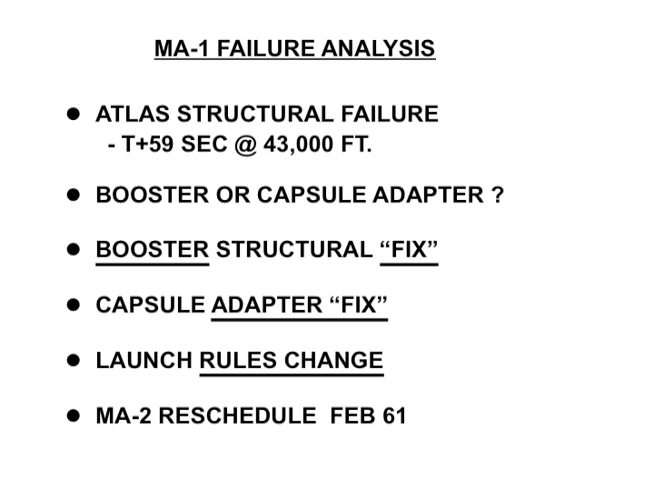 MA-1 FAILURE ANALYSIS
● ATLAS STRUCTURAL FAILURE
- T+59 SEC @ 43,000 FT.
● BOOSTER OR CAPSULE ADAPTER ?
● BOOSTER STRUCTURAL “FIX”
● CAPSULE ADAPTER “FIX”
● LAUNCH RULES CHANGE
● MA-2 RESCHEDULE FEB 61